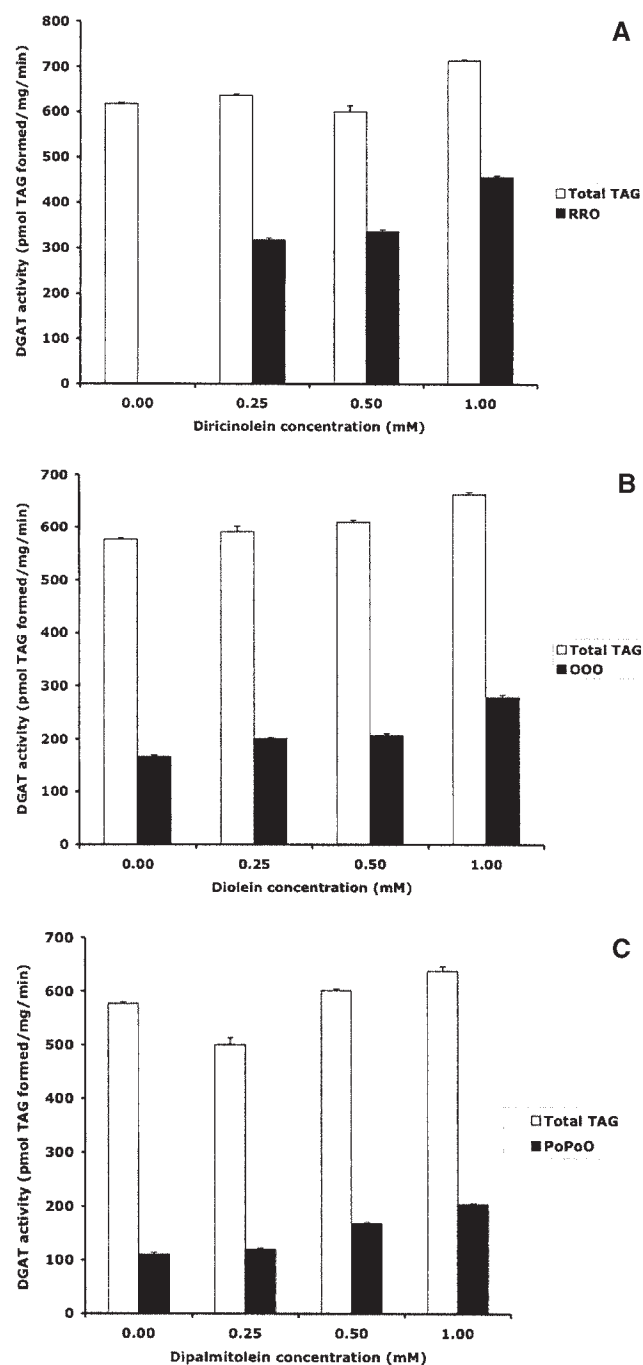 A
DGAT activity (pmol TAG formed/mg/min)
800
700
600
500
400
300
200
100
0
Total TAG
RRO
0.00 0.25 0.50 1.00
Diricinolein concentration (mM)
B
DGAT activity (pmol TAG formed/mg/min)
700
600
500
400
300
200
100
0
Total TAG
OOO
0.00 0.25 0.50 1.00
Diolein concentration (mM)
C
DGAT activity (pmol TAG formed/mg/min)
700
600
500
400
300
200
100
0
Total TAG
PoPoO
0.00 0.25 0.50 1.00
Dipalmitolein concentration (mM)